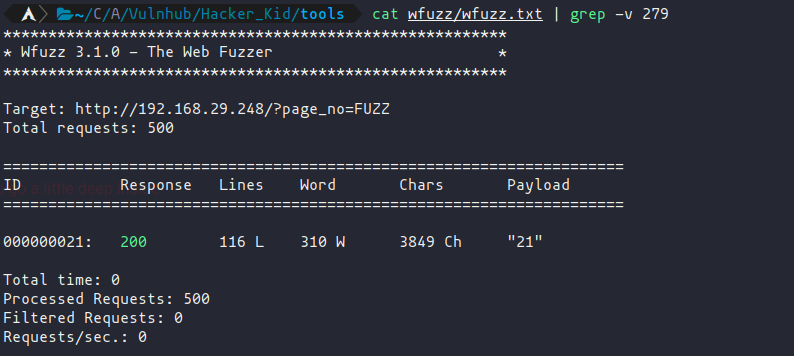 ~/C/A/Vulnhub/Hacker_Kid/tools cat wfuzz/wfuzz.txt | grep -v 279
********************************************************
* Wfuzz 3.1.0 - The Web Fuzzer                         *
********************************************************
Target: http://192.168.29.248/?page_no=FUZZ
Total requests: 500
=====================================================================
ID           Response   Lines    Word       Chars       Payload
=====================================================================
000000021:   200        116 L    310 W      3849 Ch     "21"
Total time: 0
Processed Requests: 500
Filtered Requests: 0
Requests/sec.: 0